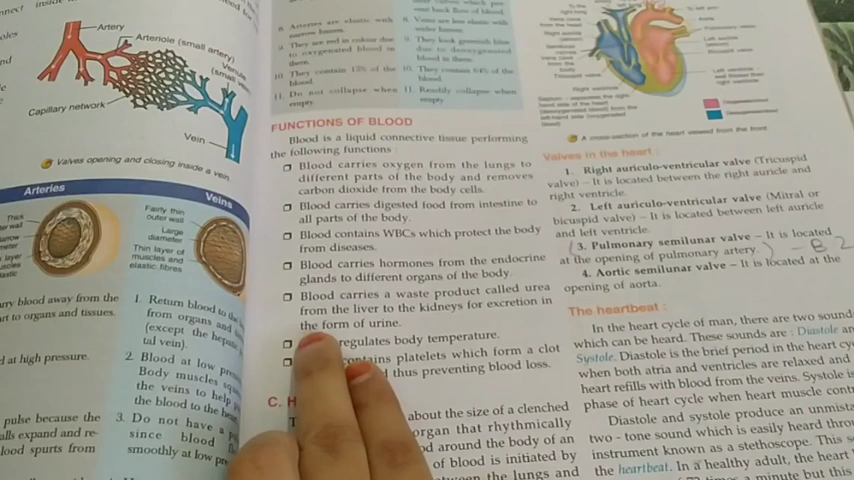 Artery
Arteriole (small artery)
Venule
(small
Capillary network
Vein
Valves opening and closing inside a vein.
Arteries
Veins
Thick
Fairly thin
outer wall
Large
diameter
Thin layer of
muscles and
elastic fibres
blood away from the
to organs and tissues.
at high pressure.
pulse because the
expand and re-
blood spurts from
1. Return blood to the
from organs and
(except the
vein).
2. Blood at low
Body muscles
the veins to help
the blood to the
3. Do not have a
since blood
smoothly at low
8. Arteries are elastic with
narrow lumen.
9. They are red in colour due
to oxygenated blood in
them.
10. They contain 15% of the
blood.
11. Do not collapse when
empty.
vent back flow of blood.
8. Veins are less elastic with
wider lumen.
9. They look greenish blue
due to deoxygenated
blood in them.
10. They contain 64% of the
blood.
11. Readily collapse when
empty
FUNCTIONS OF BLOOD
Blood is a liquid connective tissue performing
the following functions :
Blood carries oxygen from the lungs to
different parts of the body and removes
carbon dioxide from the body cells.
Blood carries digested food from intestine to
all parts of the body.
Blood contains WBCs which protect the body
from diseases.
Blood carries hormones from the endocrine
glands to different organs of the body.
Blood carries a waste product called urea
from the liver to the kidneys for excretion in
the form of urine.
regulates body temperature.
contains platelets which form a clot
thus preventing blood loss.
C. H
about the size of a clenched
organ that rhythmically
around the body of an
of blood is initiated by
the lungs and
Aorta
Right ventricle
A cross-section of the heart viewed from the front.
Valves in the heart :
1. Right auriculo-ventricular valve (Tricuspid
valve) – It is located between the right auricle and
right ventricle.
2. Left auriculo-ventricular valve (Mitral or
bicuspid valve) – It is located between left auricle
and left ventricle.
(3. Pulmonary semilunar valve – It is located
at the opening of pulmonary artery. ) – B 2
4. Aortic semilunar valve – It is located at the
opening of aorta.
The heartbeat :
In the heart cycle of man, there are two sounds
which can be heard. These sounds are : Diastole and
Systole. Diastole is the brief period in the heart cycle
when both atria and ventricles are relaxed and
heart refills with blood from the veins. Systole is
phase of heart cycle when heart muscle
Diastole and systole produce an
two - tone sound which is easily heard through
instrument known as a stethoscope. This
the heartbeat. In a healthy adult, the heart
times a minute but this